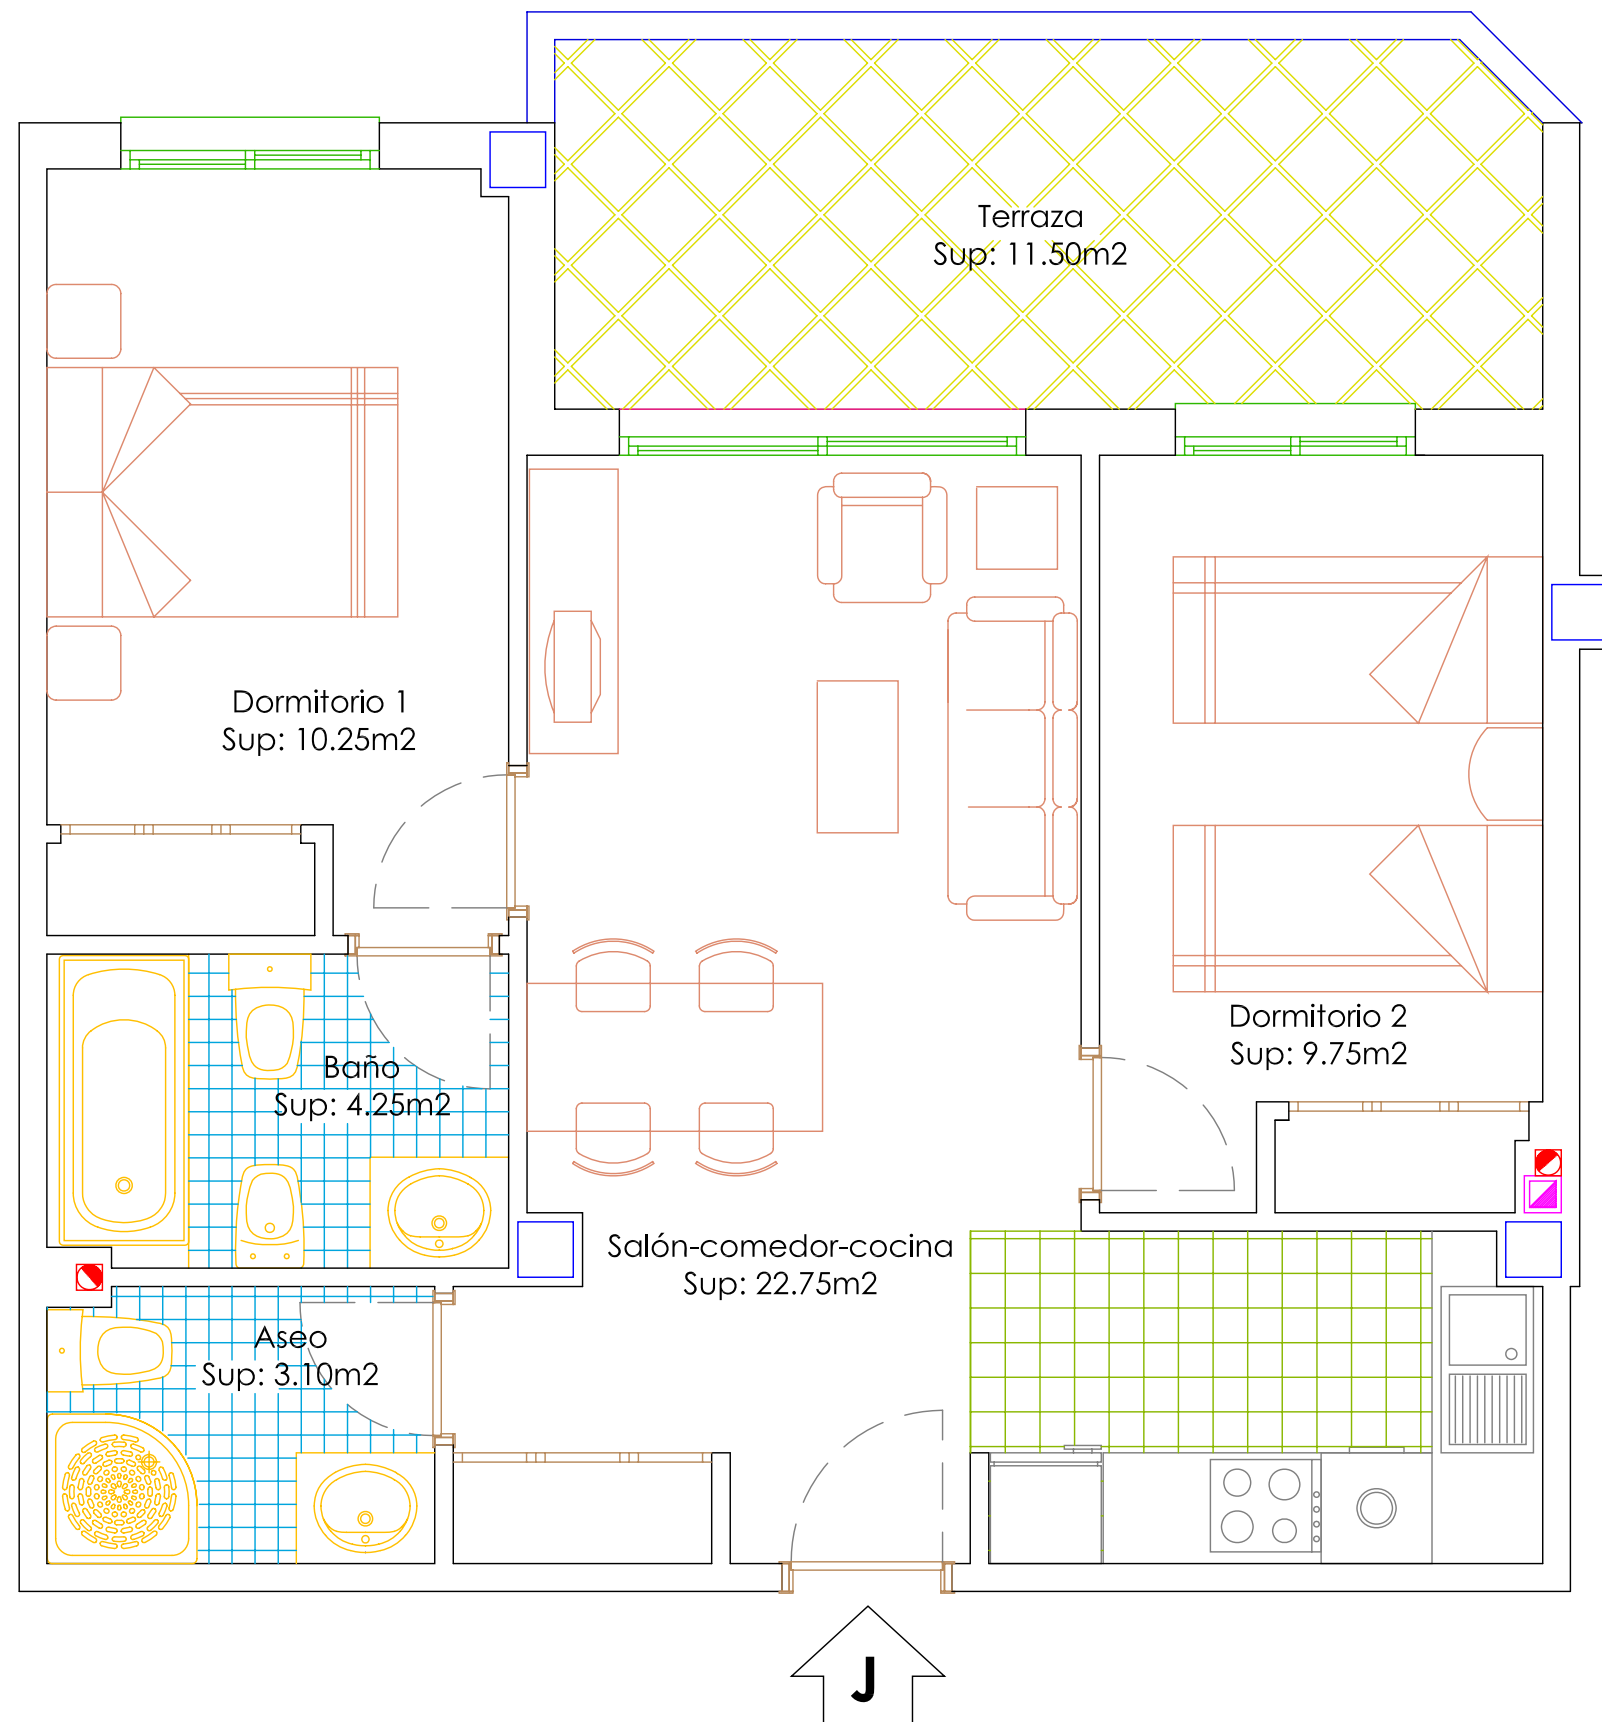 Terraza
Sup: 11.50m2
Dormitorio 1
Sup: 10.25m2
Dormitorio 2
Sup: 9.75m2
Baño
Sup: 4.25m2
Salón-comedor-cocina
Sup: 22.75m2
Aseo
Sup: 3.10m2
J